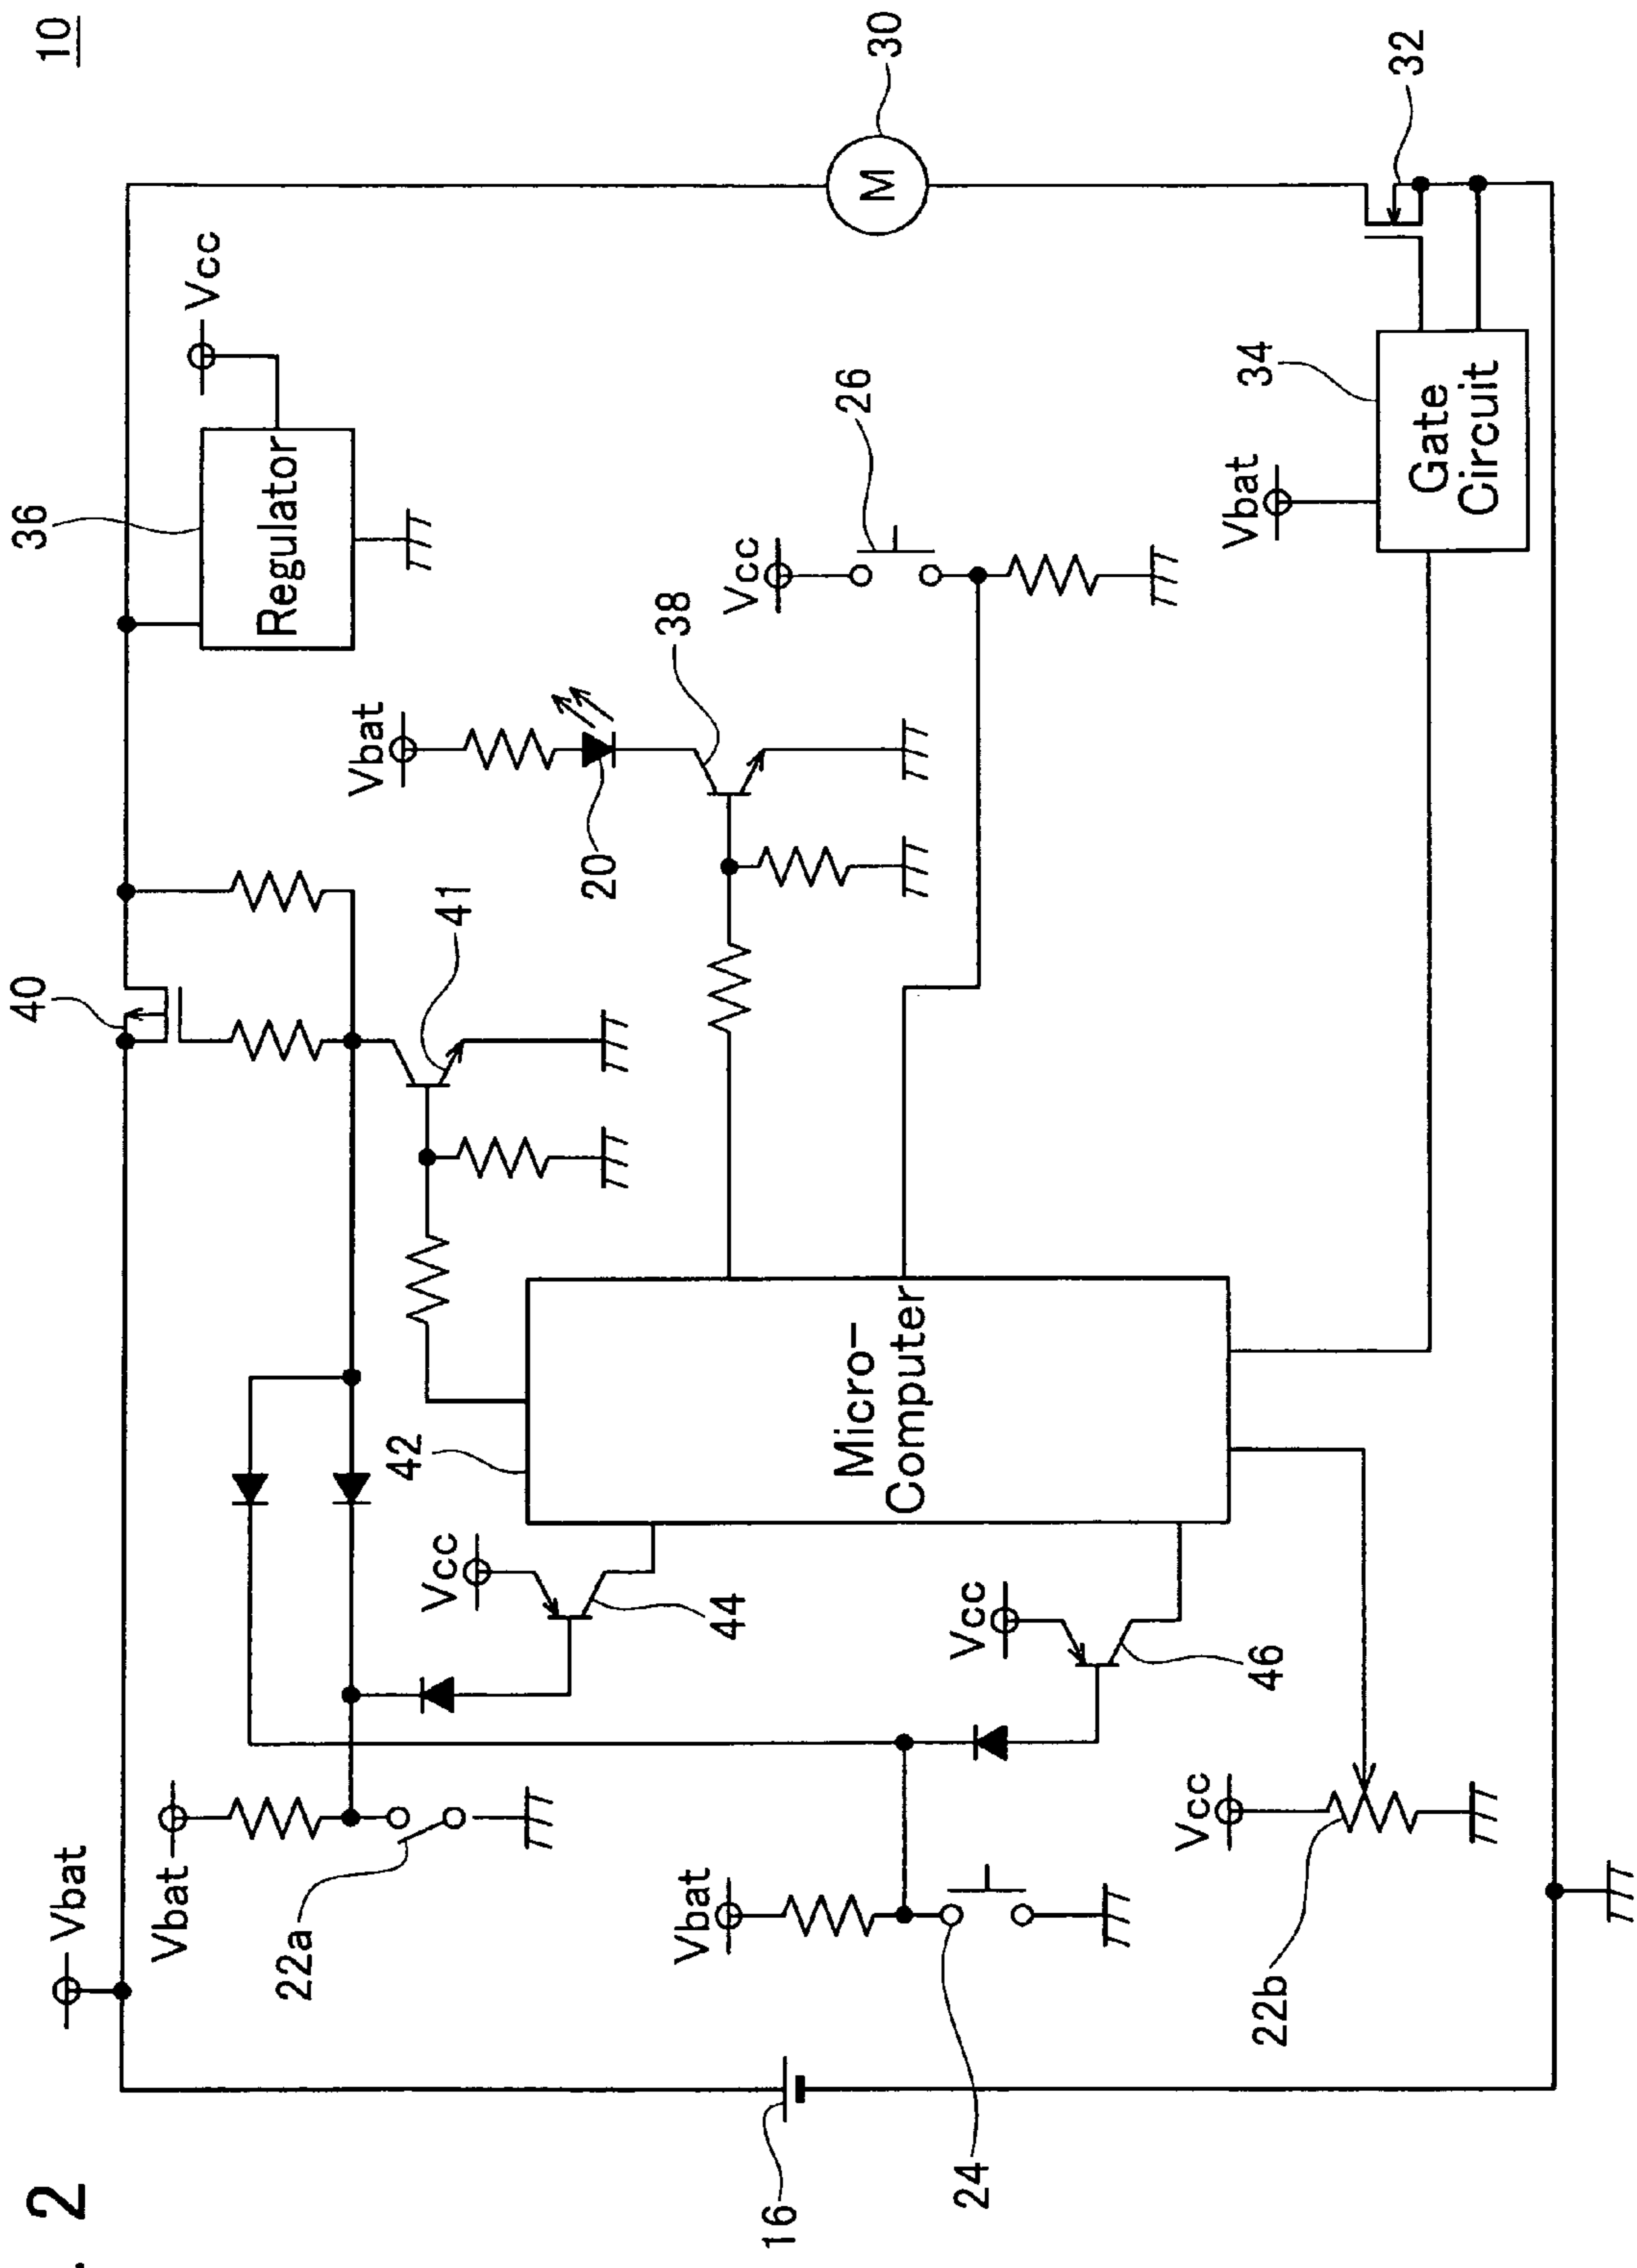 . 2
10
Vbat
36
Vcc
40
Regulator
Vbat
41
Vbat
38
20
Vcc
26
30
M
22a
Vcc
42
44
Micro-
Computer
16
Vbat
24
Vcc
46
Vbat
34
Gate
Circuit
32
Vcc
22b